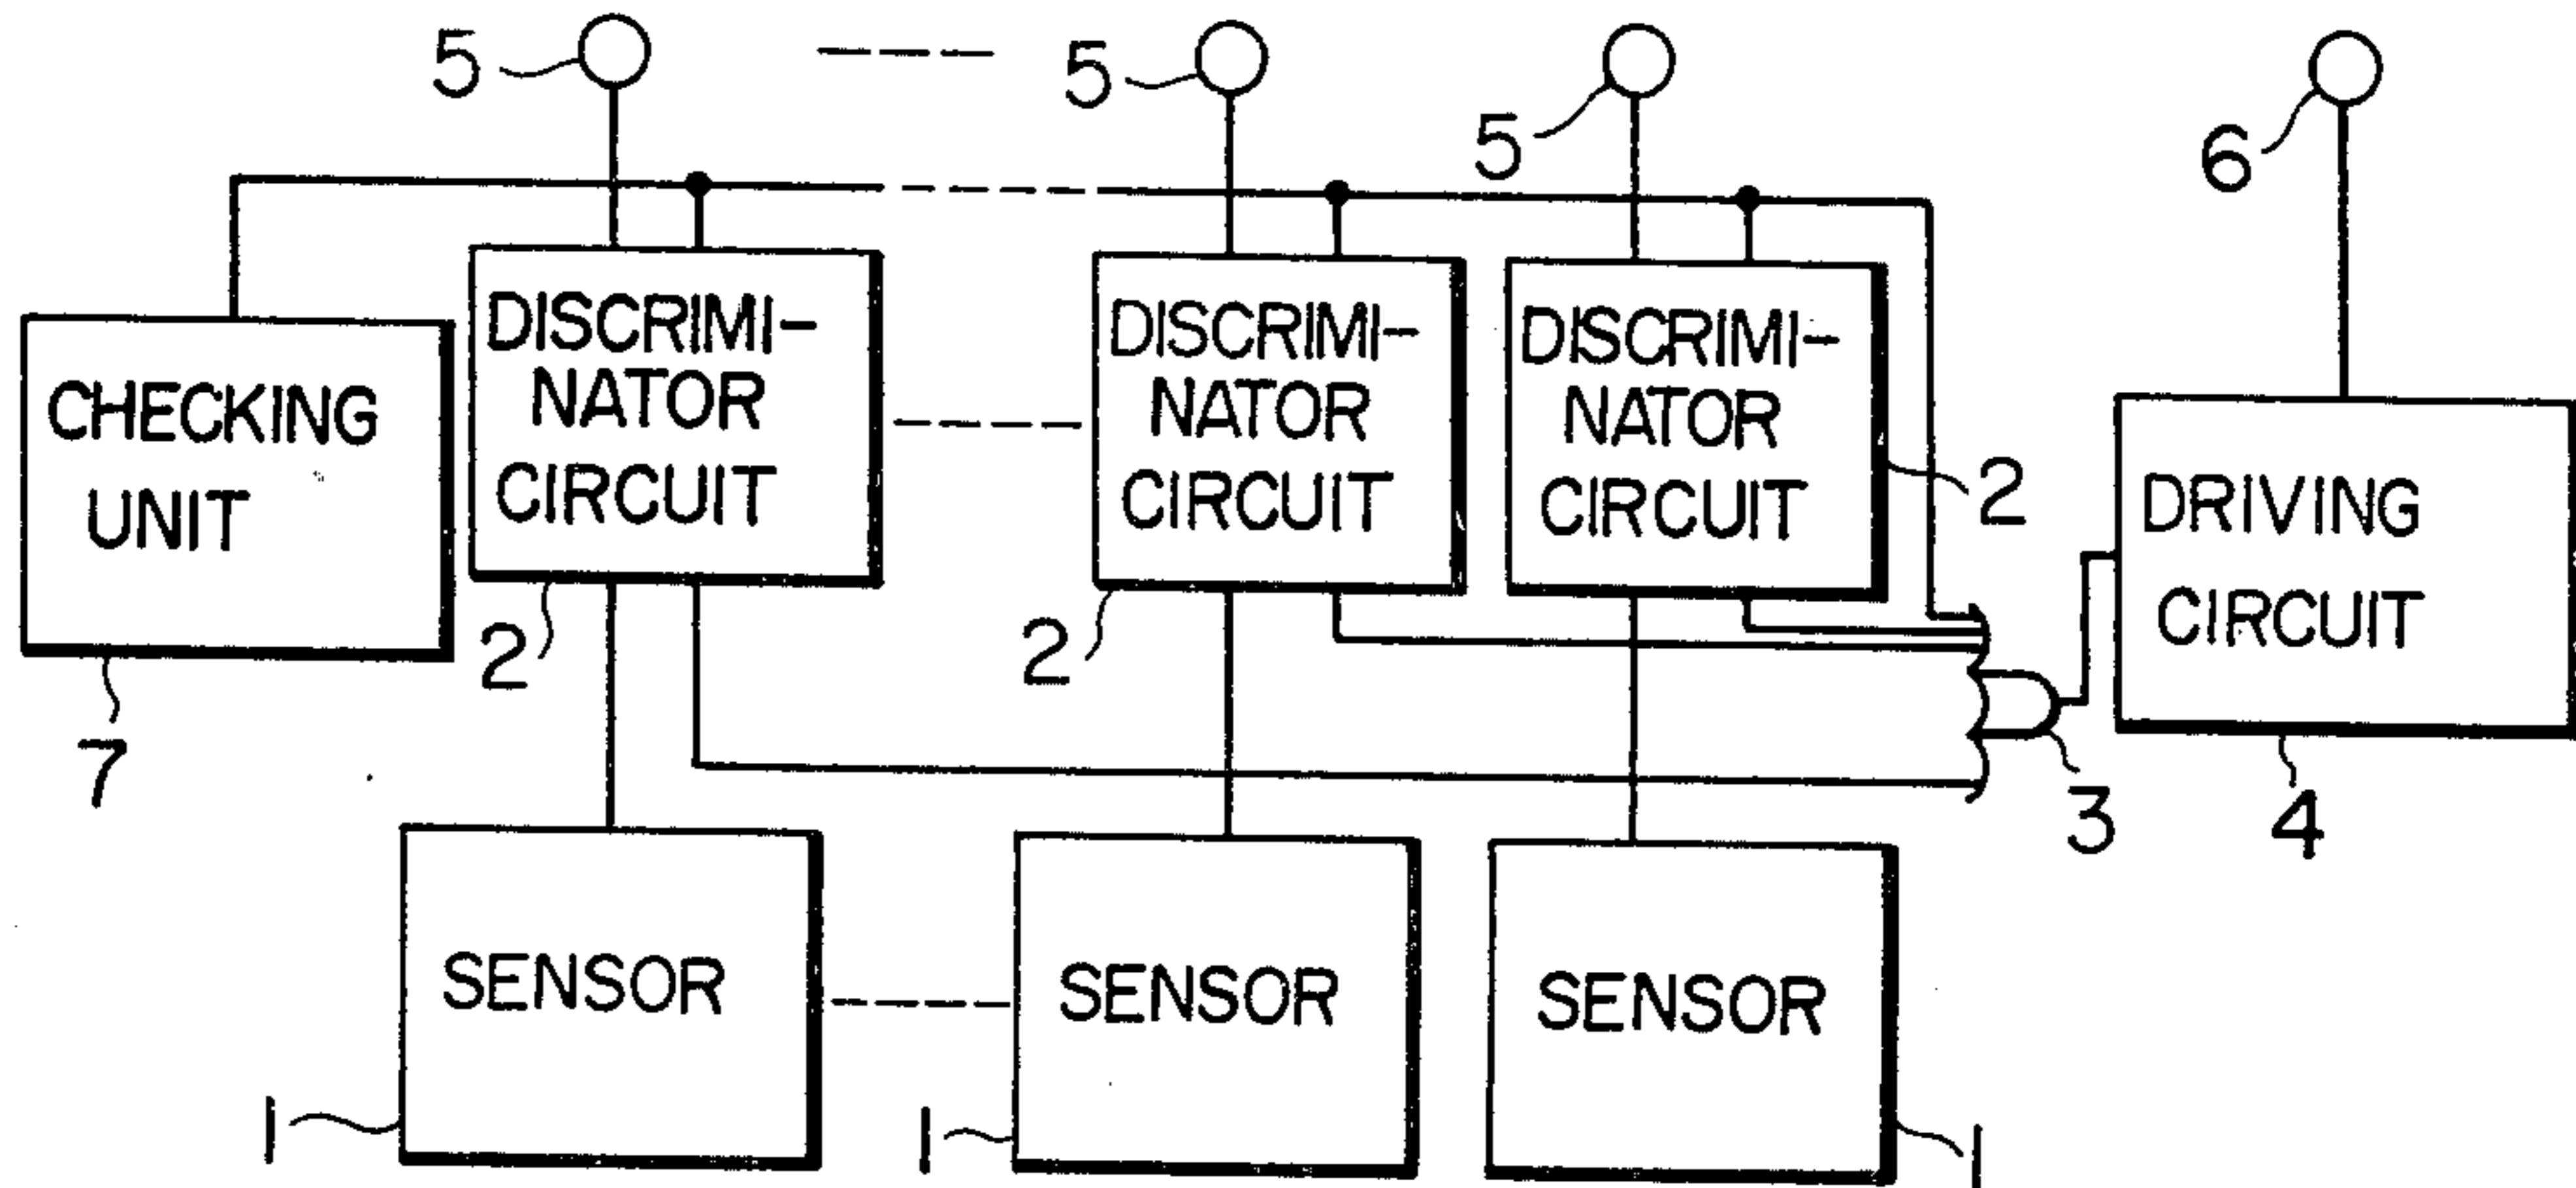 5
5
5
6
CHECKING
UNIT
DISCRIMI-
NATOR
CIRCUIT
DISCRIMI-
NATOR
CIRCUIT
DISCRIMI-
NATOR
CIRCUIT
DRIVING
CIRCUIT
2
2
2
7
3
4
SENSOR
SENSOR
SENSOR
1
1
1